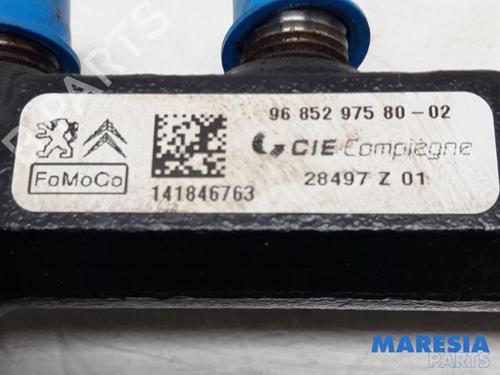 96 852 975 80-02
CIE Compiègne
FoMoCo
141846763
28497 Z 01
MARESIA
PARTS